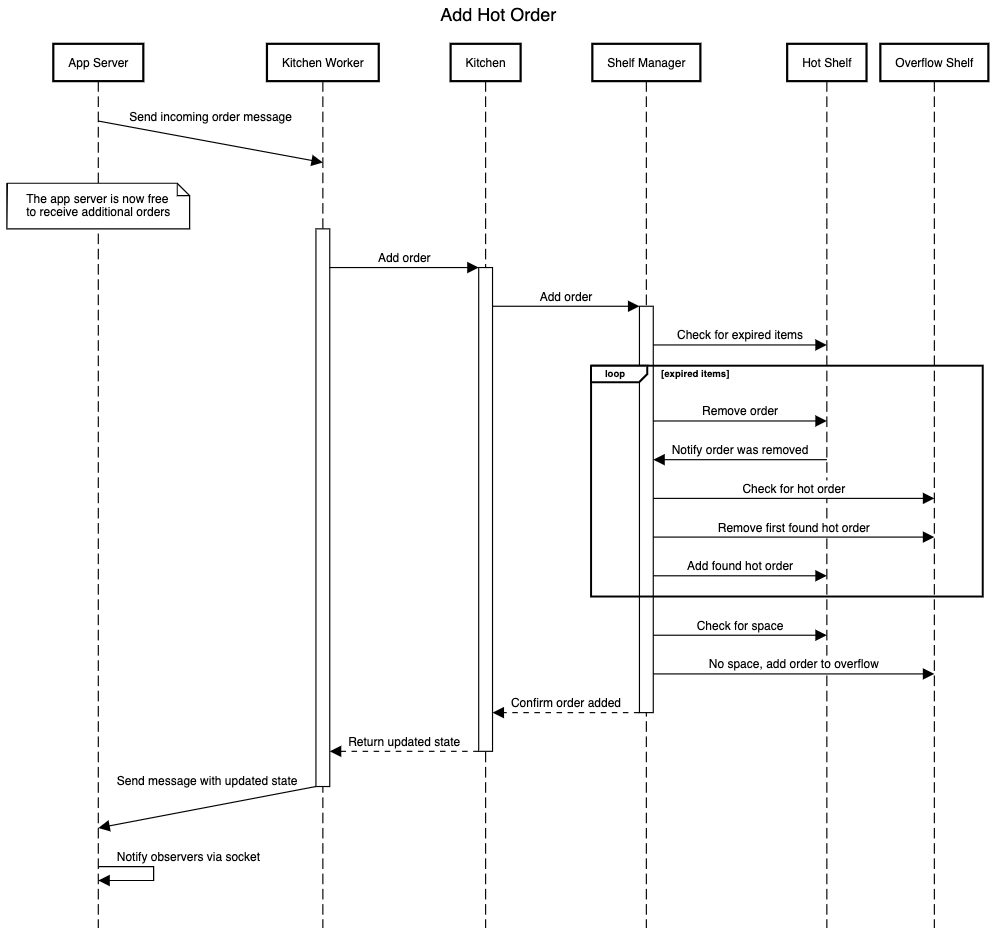 Add Hot Order
App Server
Kitchen Worker
Kitchen
Shelf Manager
Hot Shelf
Overflow Shelf
Send incoming order message
The app server is now free
to receive additional orders
Add order
Add order
Check for expired items
loop
[expired items]
Remove order
Notify order was removed
Check for hot order
Remove first found hot order
Add found hot order
Check for space
No space, add order to overflow
Confirm order added
Return updated state
Send message with updated state
Notify observers via socket